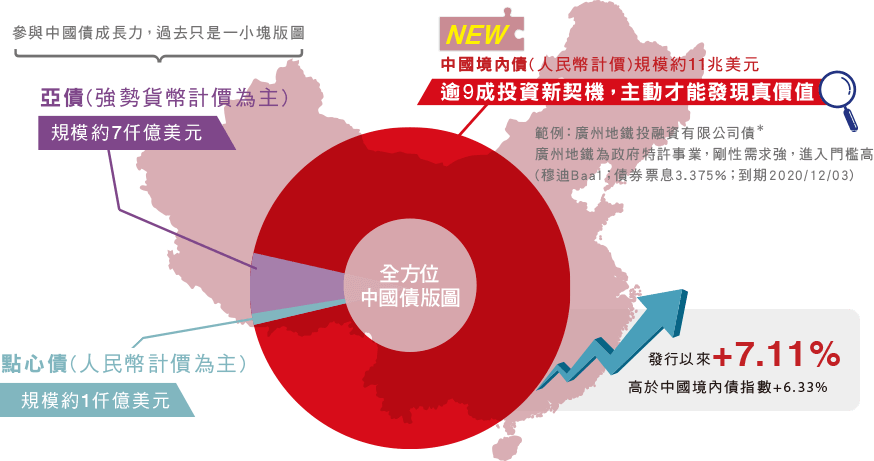 參與中國債成長力，過去只是一小塊版圖
亞債(強勢貨幣計價為主)
規模約7仟億美元
NEW
中國境內債(人民幣計價)規模約11兆美元
逾9成投資新契機，主動才能發現真價值
範例：廣州地鐵投融資有限公司債*
廣州地鐵為政府特許事業，剛性需求強，進入門檻高
(穆迪Baa1；債券票息3.375%；到期2020/12/03)
全方位
中國債版圖
點心債(人民幣計價為主)
規模約1仟億美元
發行以來+7.11%
高於中國境內債指數+6.33%